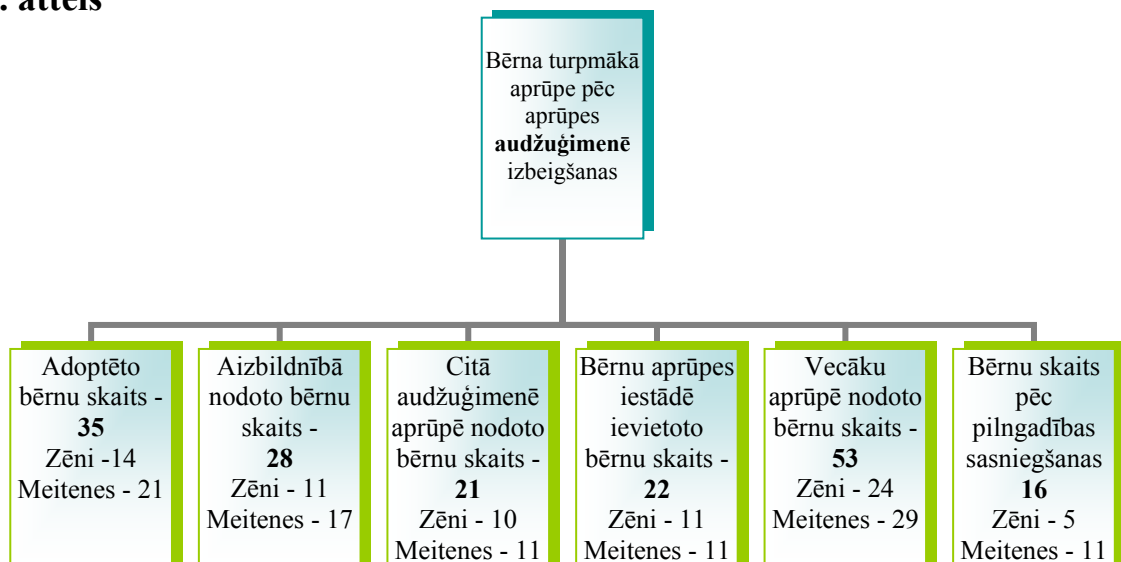 . attēls
Bērna turpmākā
aprūpe pēc
aprūpes
audžuģimenē
izbeigšanas
Adoptēto
bērnu skaits -
35
Zēni -14
Meitenes - 21
Aizbildnībā
nodoto bērnu
skaits -
28
Zēni - 11
Meitenes - 17
Citā
audžuģimenē
aprūpē nodoto
bērnu skaits -
21
Zēni - 10
Meitenes - 11
Bērnu aprūpes
iestādē
ievietoto
bērnu skaits -
22
Zēni - 11
Meitenes - 11
Vecāku
aprūpē nodoto
bērnu skaits -
53
Zēni - 24
Meitenes - 29
Bērnu skaits
pēc
pilngadības
sasniegšanas
16
Zēni - 5
Meitenes - 11